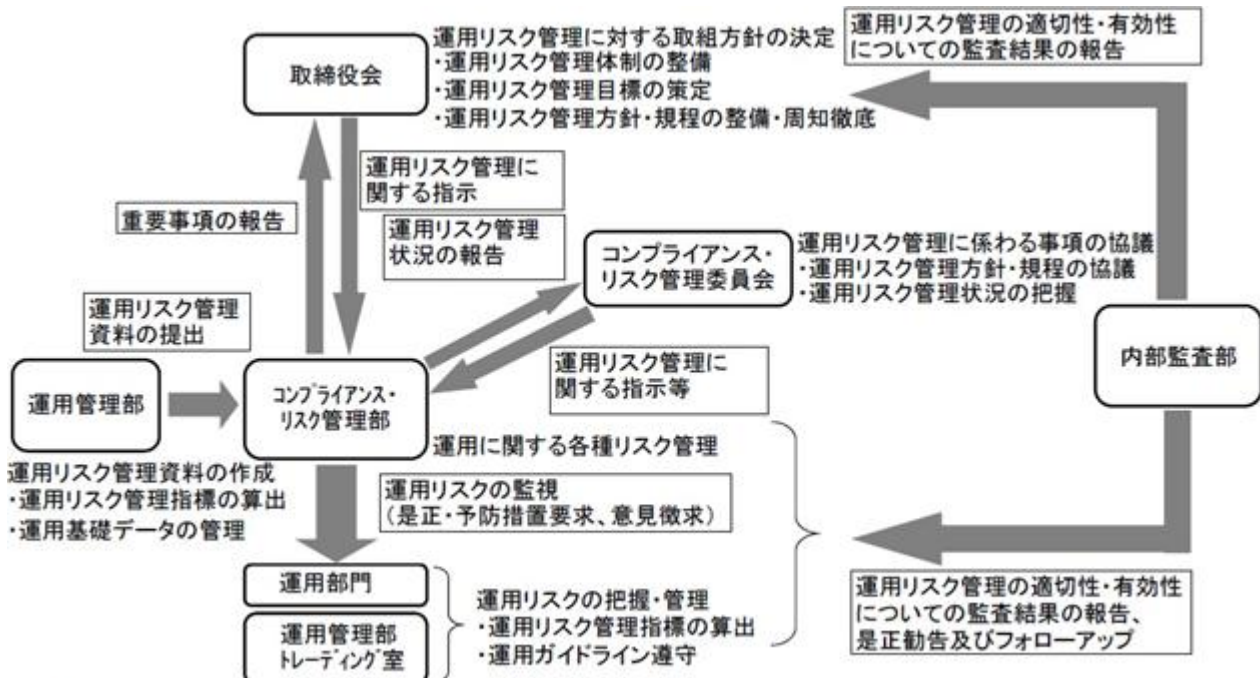 取締役会
運用リスク管理に対する取組方針の決定
・運用リスク管理体制の整備
・運用リスク管理目標の策定
・運用リスク管理方針・規程の整備・周知徹底
運用リスク管理の適切性・有効性
についての監査結果の報告
重要事項の報告
運用リスク管理に
関する指示
運用リスク管理
状況の報告
コンプライアンス・
リスク管理委員会
運用リスク管理に係わる事項の協議
・運用リスク管理方針・規程の協議
・運用リスク管理状況の把握
運用リスク管理
資料の提出
運用リスク管理に
関する指示等
内部監査部
運用管理部
コンプライアンス・
リスク管理部
運用に関する各種リスク管理
運用リスク管理資料の作成
・運用リスク管理指標の算出
・運用基礎データの管理
運用リスクの監視
(是正・予防措置要求、意見徴求)
運用部門
運用管理部
トレーディング室
運用リスクの把握・管理
・運用リスク管理指標の算出
・運用ガイドライン遵守
運用リスク管理の適切性・有効性
についての監査結果の報告、
是正勧告及びフォローアップ